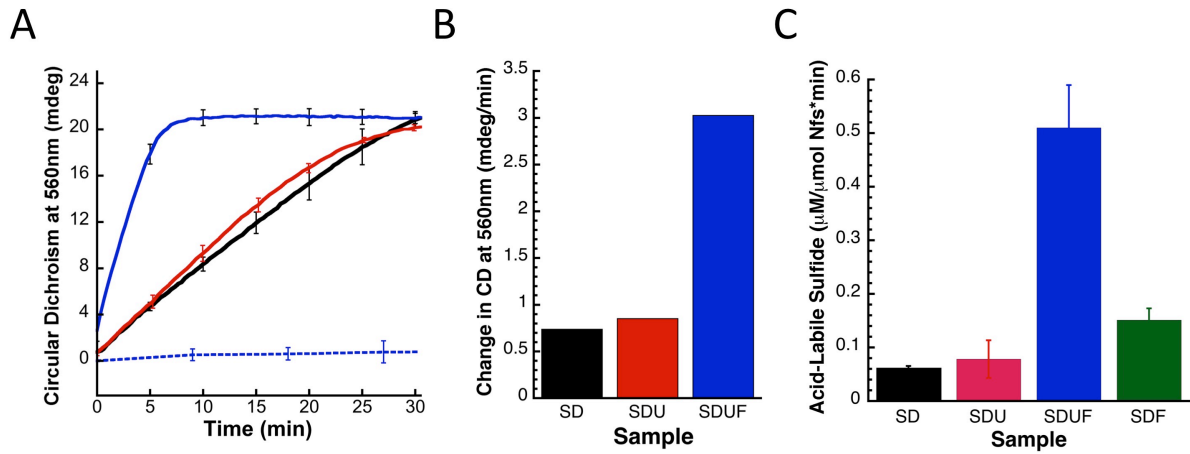 A
Circular Dichroism at 560nm (mdeg)
24
20
16
12
8
4
0
0 5 10 15 20 25 30
Time (min)
B
Change in CD at 560nm (mdeg/min)
3.5
3
2.5
2
1.5
1
0.5
0
SD SDU SDUF
Sample
C
Acid-Labile Sulfide (μM/μmol Nfs*min)
0.6
0.5
0.4
0.3
0.2
0.1
0
SD SDU SDUF SDF
Sample